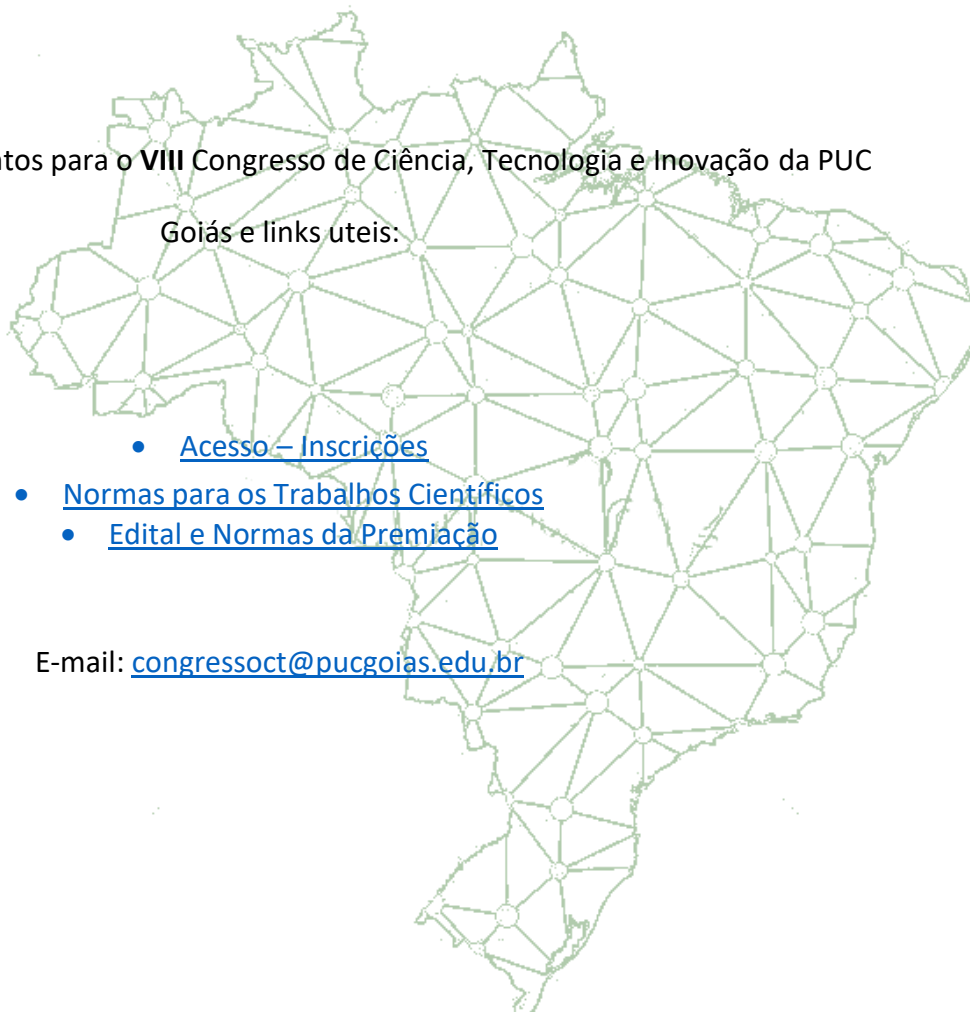 para o VIII Congresso de Ciência, Tecnologia e Inovação da PUC
Goiás e links uteis:
• Acesso – Inscrições
• Normas para os Trabalhos Científicos
• Edital e Normas da Premiação
E-mail: congressoct@pucgoias.edu.br